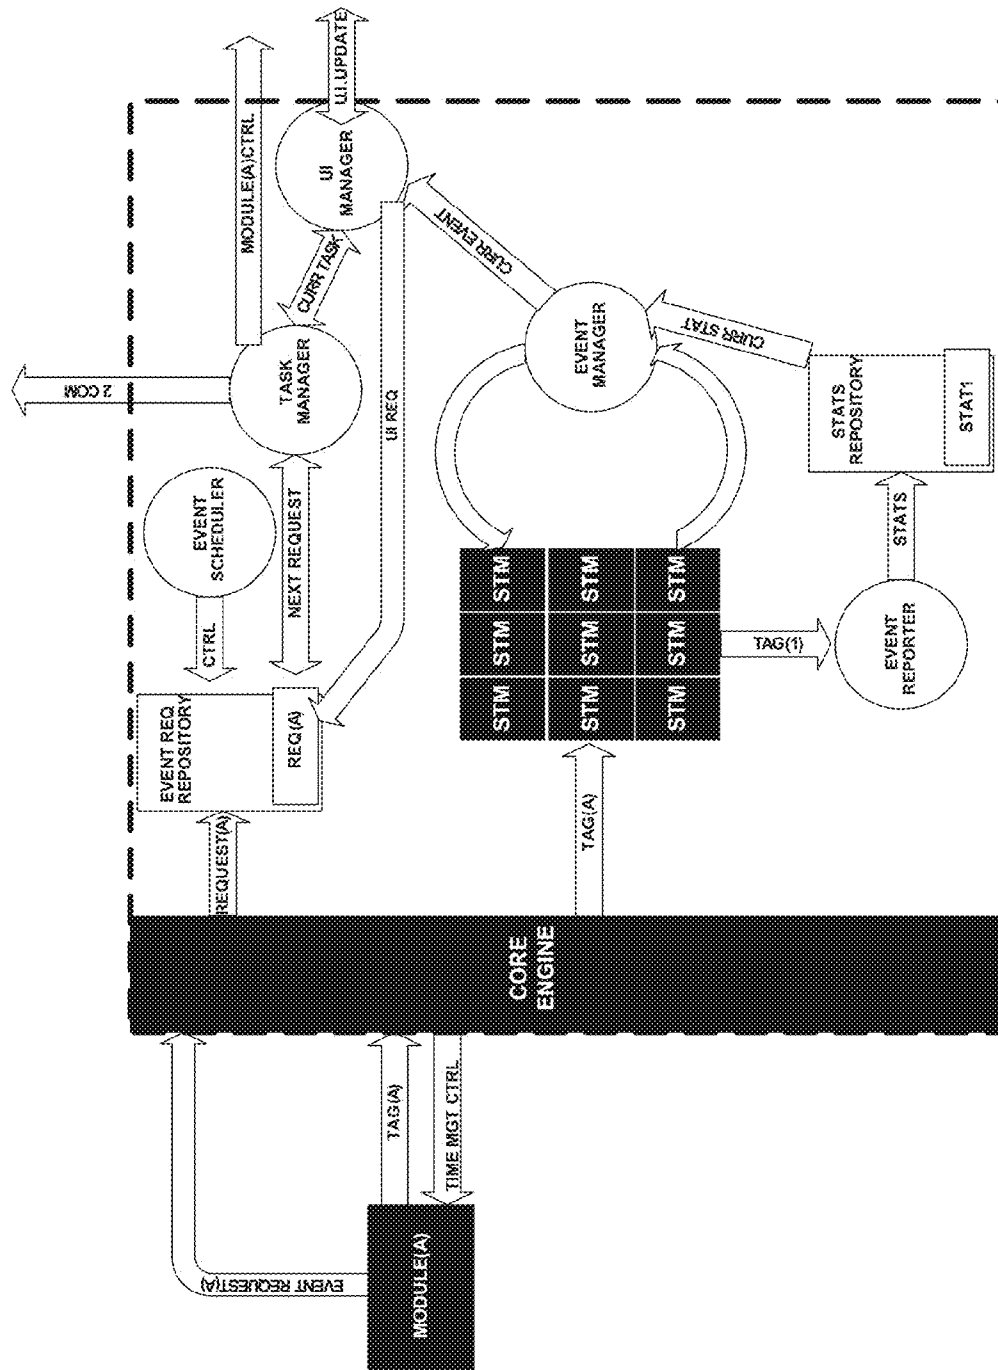 MODULE(A)
EVENT REQUEST(A)
TAG(A)
TIME MGT CTRL
CORE
ENGINE
REQUEST(A)
EVENT REQ
REPOSITORY
REQ(A)
CTRL
EVENT
SCHEDULER
NEXT REQUEST
TASK
MANAGER
2 COM
MODULE(A)CTRL
CURR TASK
UI
MANAGER
UI UPDATE
UI REQ
TAG(A)
STM
STM
STM
STM
STM
STM
STM
STM
STM
TAG(1)
EVENT
REPORTER
STATS
STATS
REPOSITORY
STAT1
CURR STAT
EVENT
MANAGER
CURR EVENT